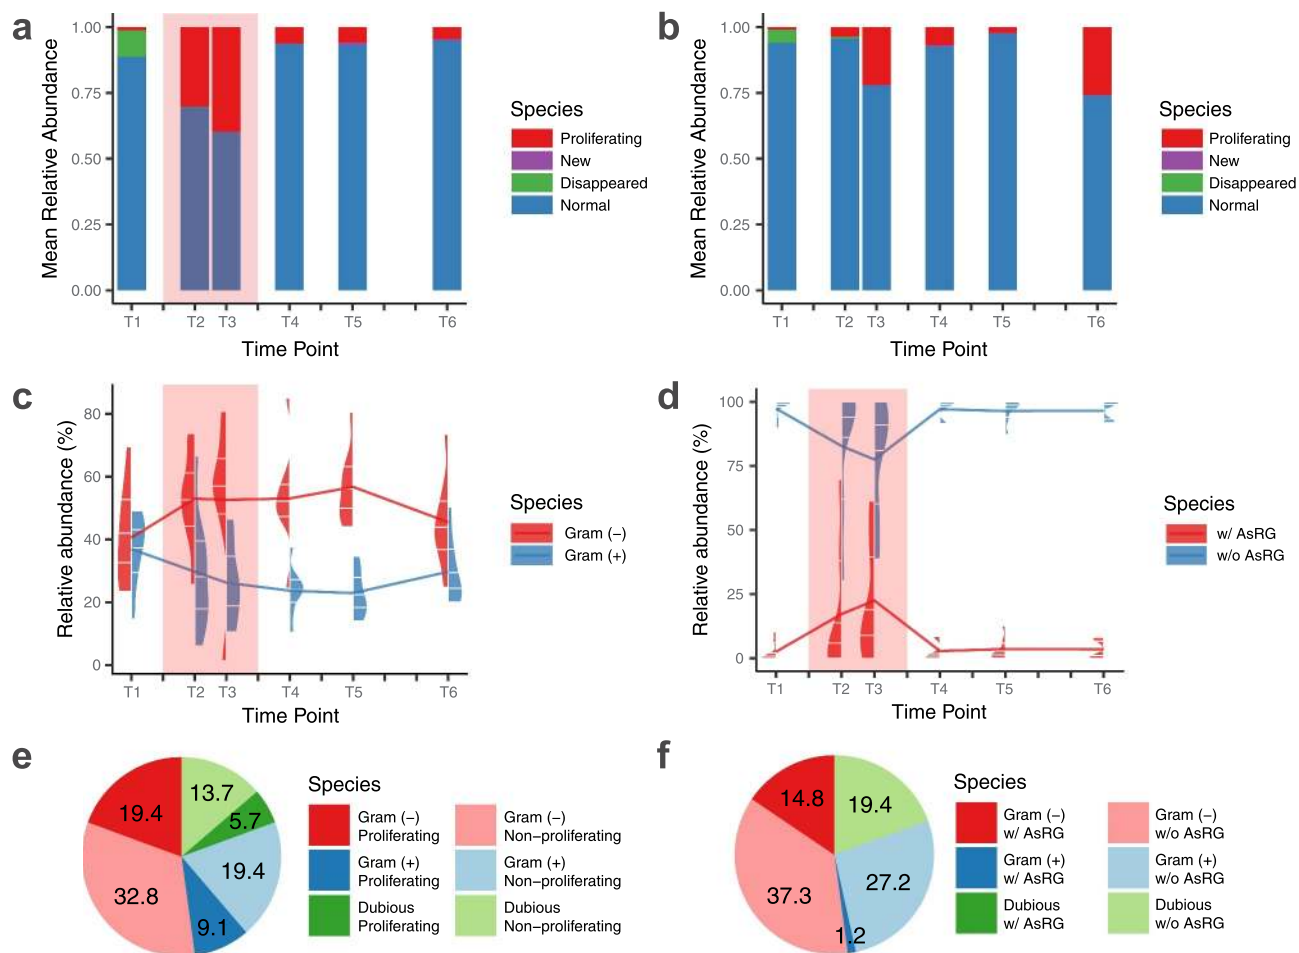 a
1.00
0.75
0.50
0.25
0.00
Mean Relative Abundance
T1 T2 T3 T4 T5 T6
Time Point
Species
Proliferating
New
Disappeared
Normal
b
1.00
0.75
0.50
0.25
0.00
Mean Relative Abundance
T1 T2 T3 T4 T5 T6
Time Point
Species
Proliferating
New
Disappeared
Normal
c
80
60
40
20
0
Relative abundance (%)
T1 T2 T3 T4 T5 T6
Time Point
Species
Gram (−)
Gram (+)
d
100
75
50
25
0
Relative abundance (%)
T1 T2 T3 T4 T5 T6
Time Point
Species
w/ AsRG
w/o AsRG
e
19.4
13.7
5.7
19.4
9.1
32.8
Species
Gram (−)
Proliferating
Gram (−)
Non−proliferating
Gram (+)
Proliferating
Gram (+)
Non−proliferating
Dubious
Proliferating
Dubious
Non−proliferating
f
14.8
19.4
27.2
1.2
37.3
Species
Gram (−)
w/ AsRG
Gram (−)
w/o AsRG
Gram (+)
w/ AsRG
Gram (+)
w/o AsRG
Dubious
w/ AsRG
Dubious
w/o AsRG